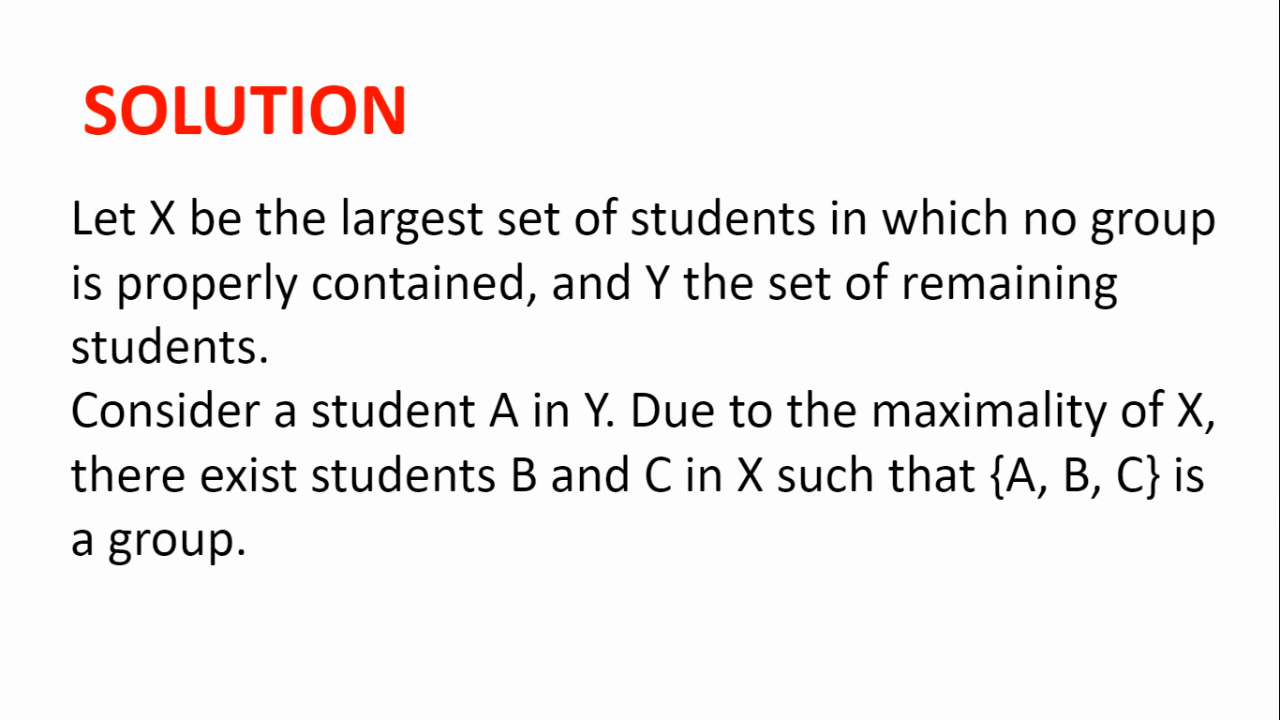 SOLUTION
Let X be the largest set of students in which no group
is properly contained, and Y the set of remaining
students.
Consider a student A in Y. Due to the maximality of X,
there exist students B and C in X such that {A, B, C} is
a group.